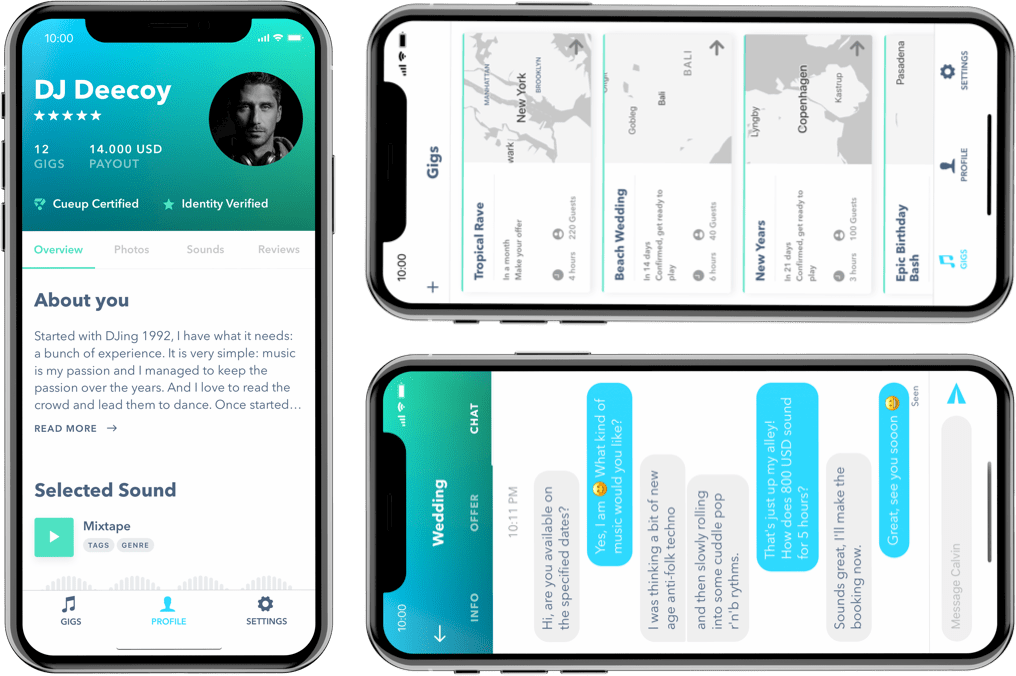 10:00
DJ Deecoy
★★★★★
12
GIGS
14.000 USD
PAYOUT
Cueup Certified
Identity Verified
Overview
Photos
Sounds
Reviews
About you
Started with DJing 1992, I have what it needs:
a bunch of experience. It is very simple: music
is my passion and I managed to keep the
passion over the years. And I love to read the
crowd and lead them to dance. Once started…
READ MORE →
Selected Sound
Mixtape
TAGS GENRE
GIGS
PROFILE
SETTINGS
10:00
+
Gigs
MANHATTAN
BROOKLYN
New York
wark
Tropical Rave
In a month
Make your offer
4 hours
220 Guests
BALI
Bali
Gobleg
Beach Wedding
In 14 days
Confirmed, get ready to
play
6 hours
40 Guests
Lyngby
Copenhagen
Kastrup
New Years
In 21 days
Confirmed, get ready to
play
3 hours
100 Guests
Pasadena
Epic Birthday
Bash
GIGS
PROFILE
SETTINGS
10:00
←
Wedding
INFO
OFFER
CHAT
10:11 PM
Hi, are you available on
the specified dates?
Yes, I am 😀 What kind of
music would you like?
I was thinking a bit of new
age anti-folk techno
and then slowly rolling
into some cuddle pop
r'n'b rythms.
That's just up my alley!
How does 800 USD sound
for 5 hours?
Sounds great, I'll make the
booking now.
Great, see you sooon 😀
Seen
Message Calvin